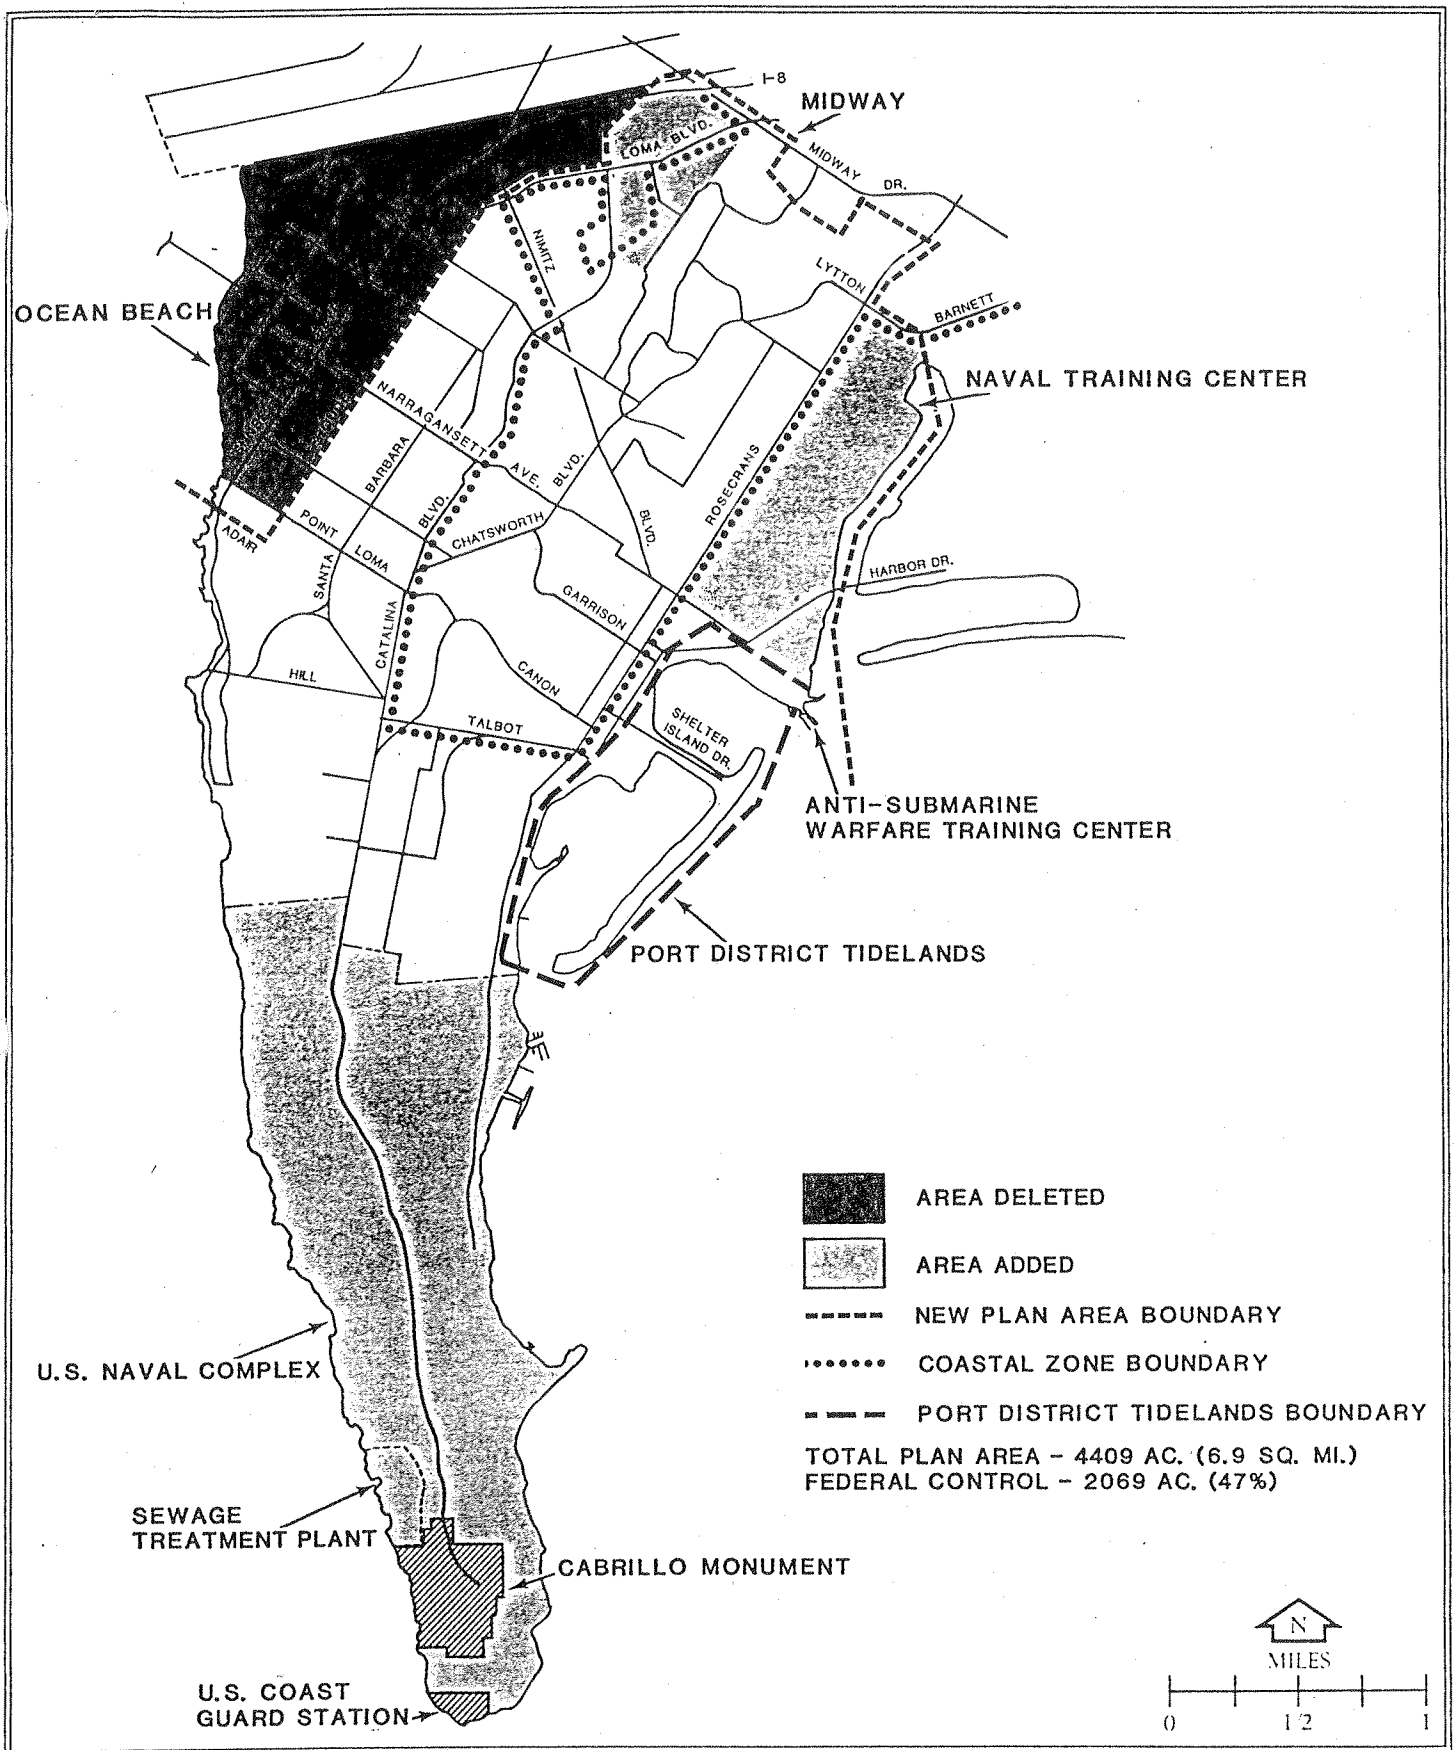 I-8
MIDWAY
LOMA BLVD.
MIDWAY
DR.
NIMITZ
LYTTON
BARNETT
OCEAN BEACH
NAVAL TRAINING CENTER
NARRAGANSETT
AVE.
BARBARA
BLVD.
BLVD.
ROSECRANS
CHATSWORTH
BLVD.
POINT
LOMA
ADAIR
SANTA
HARBOR DR.
GARRISON
CATALINA
HILL
CANON
TALBOT
SHELTER
ISLAND DR.
ANTI-SUBMARINE
WARFARE TRAINING CENTER
PORT DISTRICT TIDELANDS
AREA DELETED
AREA ADDED
NEW PLAN AREA BOUNDARY
COASTAL ZONE BOUNDARY
PORT DISTRICT TIDELANDS BOUNDARY
TOTAL PLAN AREA - 4409 AC. (6.9 SQ. MI.)
FEDERAL CONTROL - 2069 AC. (47%)
U.S. NAVAL COMPLEX
SEWAGE
TREATMENT PLANT
CABRILLO MONUMENT
U.S. COAST
GUARD STATION
N
MILES
0 1/2 1